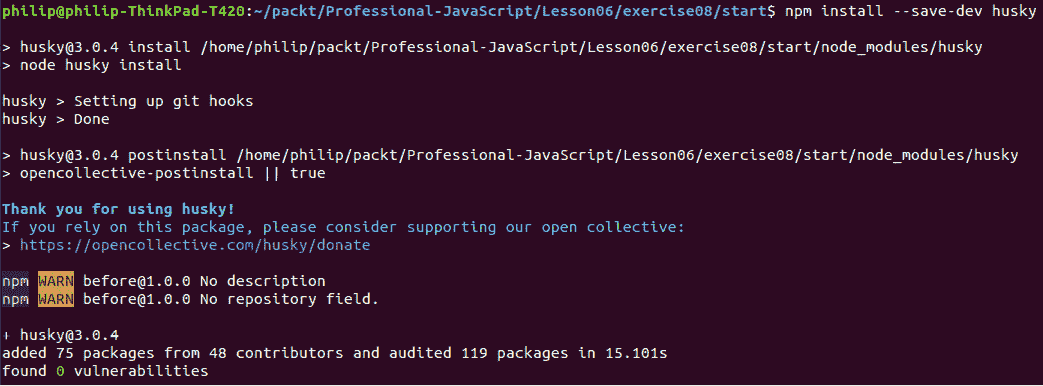 philip@philip-ThinkPad-T420:~/packt/Professional-JavaScript/Lesson06/exercise08/start$ npm install --save-dev husky
> husky@3.0.4 install /home/philip/packt/Professional-JavaScript/Lesson06/exercise08/start/node_modules/husky
> node husky install
husky > Setting up git hooks
husky > Done
> husky@3.0.4 postinstall /home/philip/packt/Professional-JavaScript/Lesson06/exercise08/start/node_modules/husky
> opencollective-postinstall || true
Thank you for using husky!
If you rely on this package, please consider supporting our open collective:
> https://opencollective.com/husky/donate
npm WARN before@1.0.0 No description
npm WARN before@1.0.0 No repository field.
+ husky@3.0.4
added 75 packages from 48 contributors and audited 119 packages in 15.101s
found 0 vulnerabilities